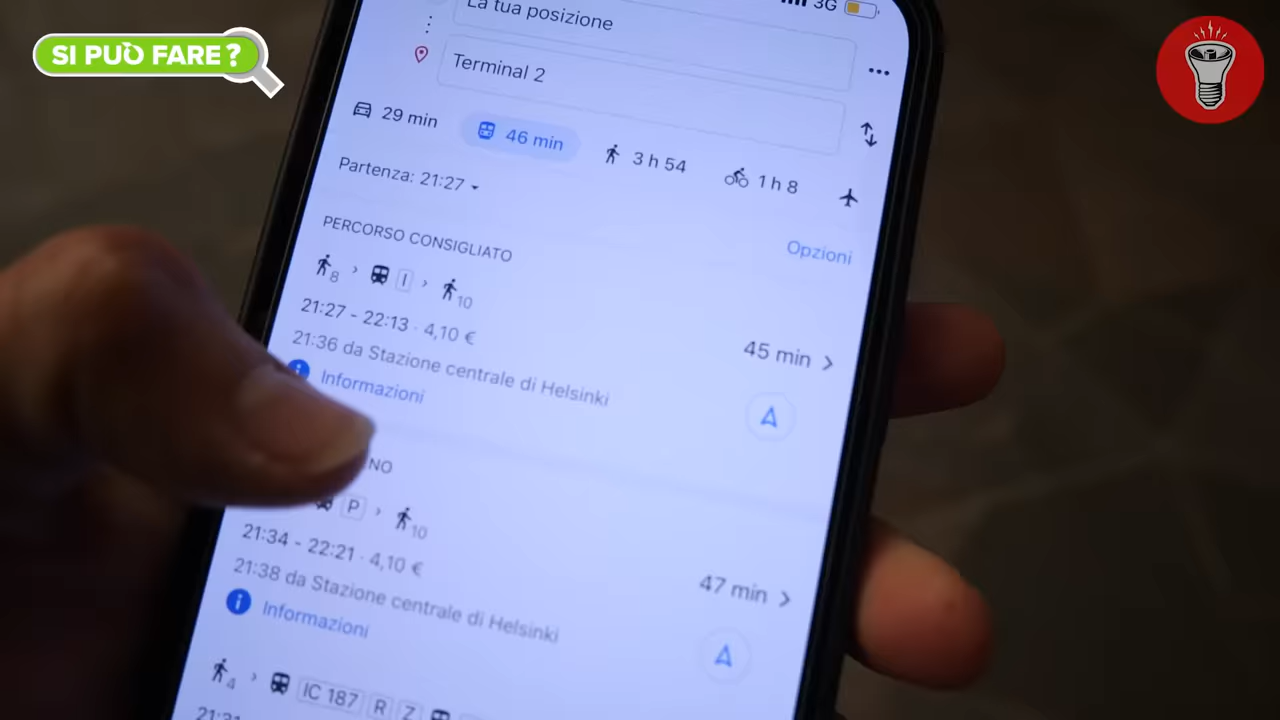 SI PUÒ FARE?
3G
La tua posizione
Terminal 2
29 min
46 min
3 h 54
1 h 8
Partenza: 21:27
Opzioni
PERCORSO CONSIGLIATO
8
I
10
21:27 - 22:13 · 4,10 €
45 min
21:36 da Stazione centrale di Helsinki
Informazioni
NO
P
10
21:34 - 22:21 · 4,10 €
47 min
21:38 da Stazione centrale di Helsinki
Informazioni
4
IC 187 R Z